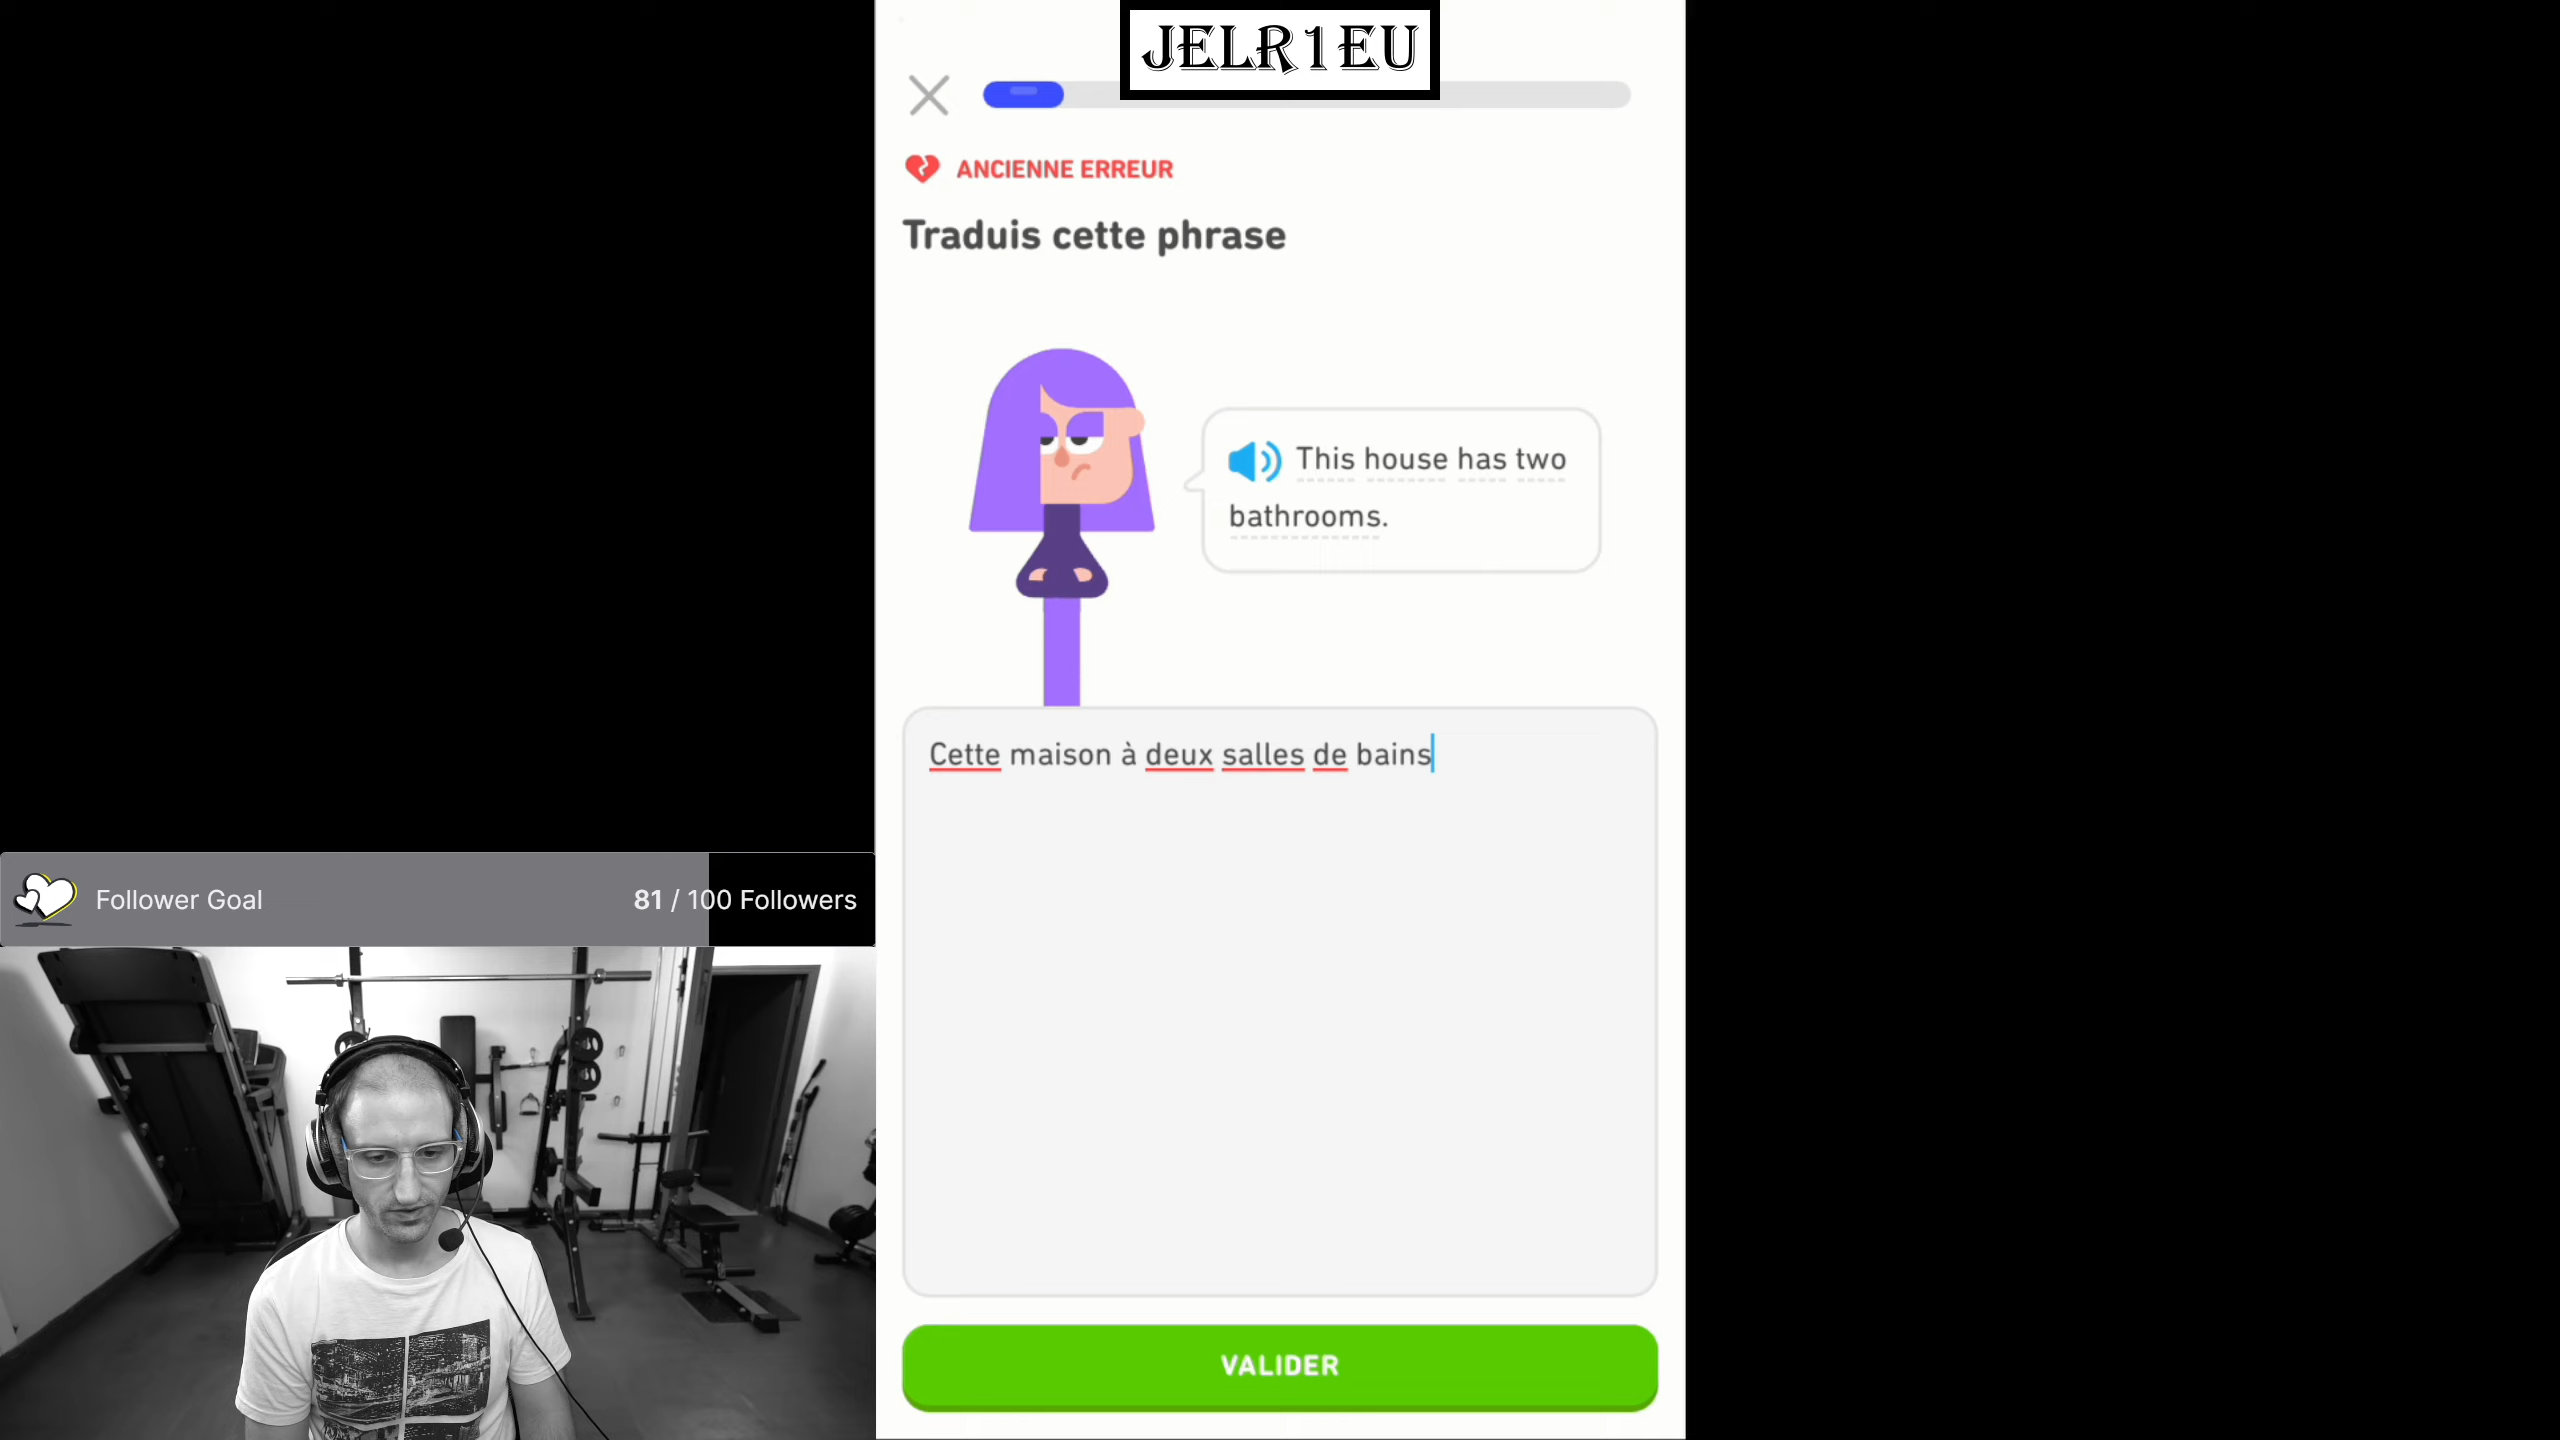 JELR1EU
ANCIENNE ERREUR
Traduis cette phrase
This house has two
bathrooms.
Cette maison à deux salles de bains
Follower Goal
81 / 100 Followers
VALIDER